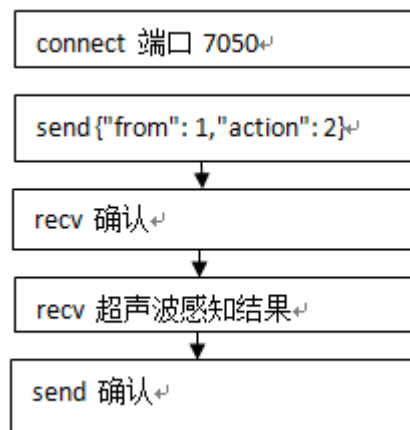 connect 端口 7050↵
send {"from": 1,"action": 2}↵
recv 确认↵
recv 超声波感知结果↵
send 确认↵